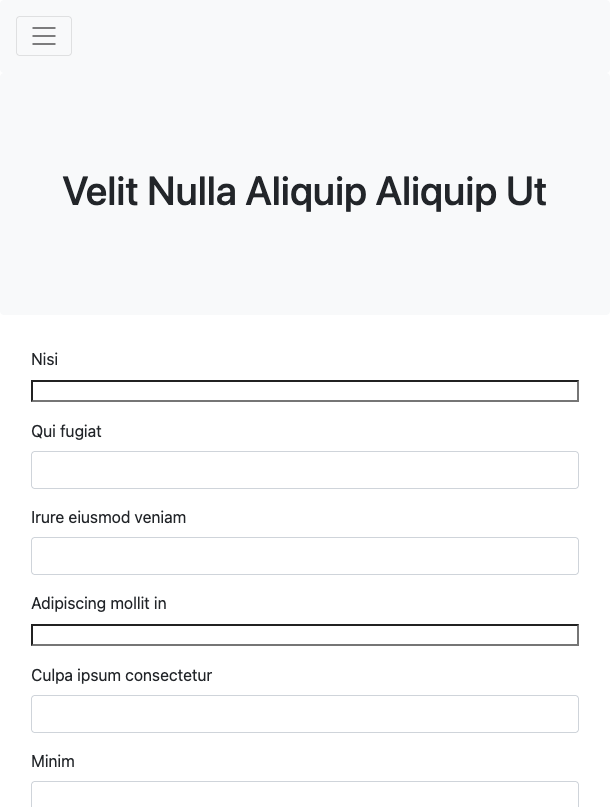 Velit Nulla Aliquip Aliquip Ut
Nisi
Qui fugiat
Irure eiusmod veniam
Adipiscing mollit in
Culpa ipsum consectetur
Minim